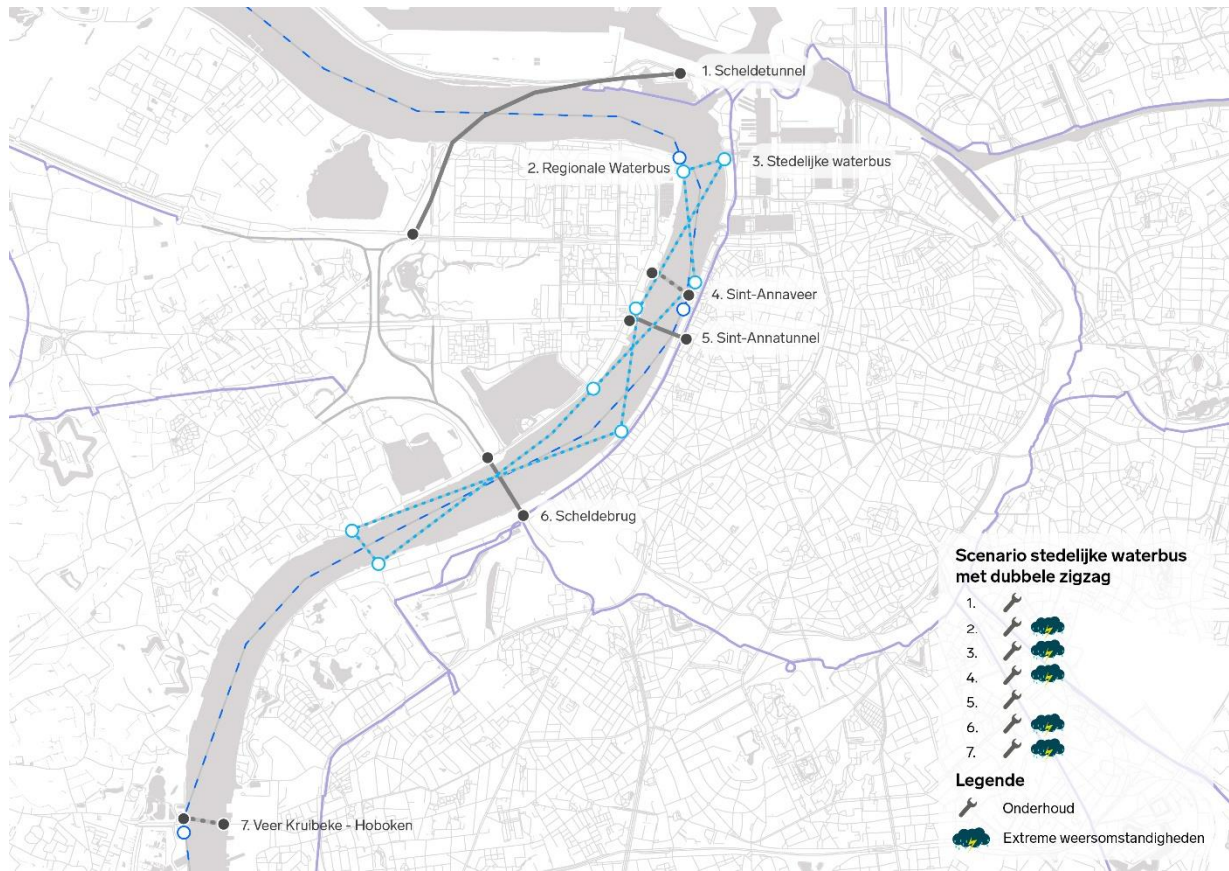 1. Scheldetunnel
2. Regionale Waterbus
3. Stedelijke waterbus
4. Sint-Annaveer
5. Sint-Annatunnel
6. Scheldebrug
7. Veer Kruibeke - Hoboken
Scenario stedelijke waterbus
met dubbele zigzag
1.
2.
3.
4.
5.
6.
7.
Legende
Onderhoud
Extreme weersomstandigheden